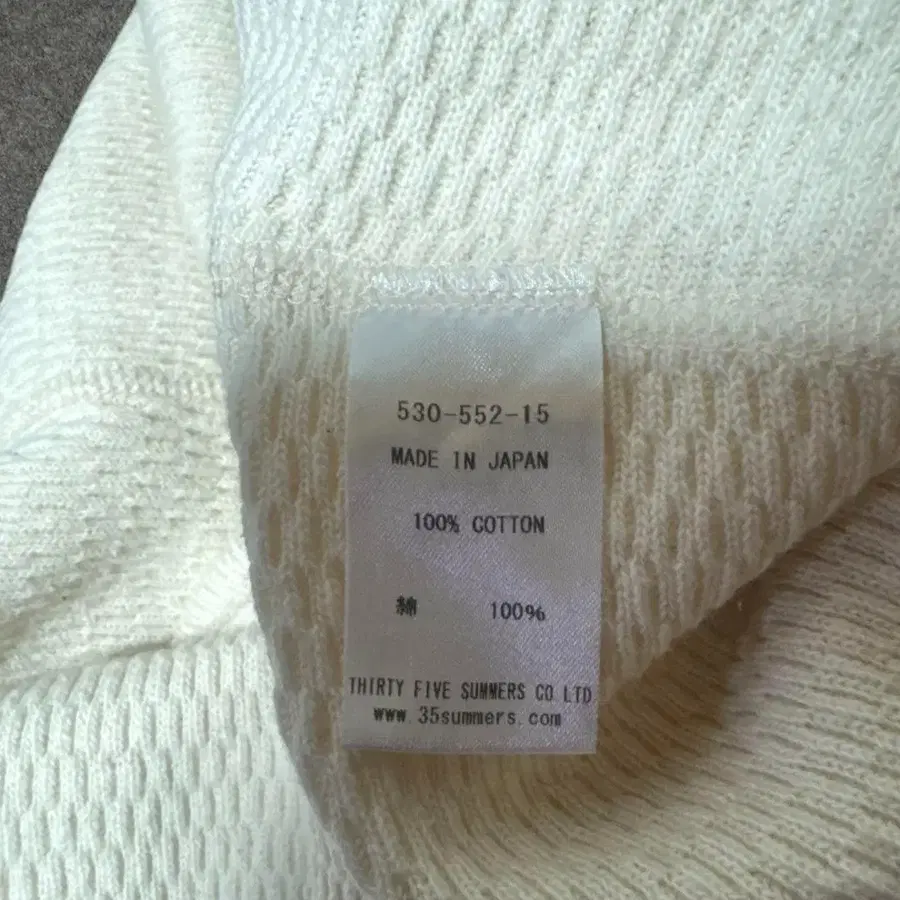 530-552-15
MADE IN JAPAN
100% COTTON
綿 100%
THIRTY FIVE SUMMERS CO LTD
www.35summers.com